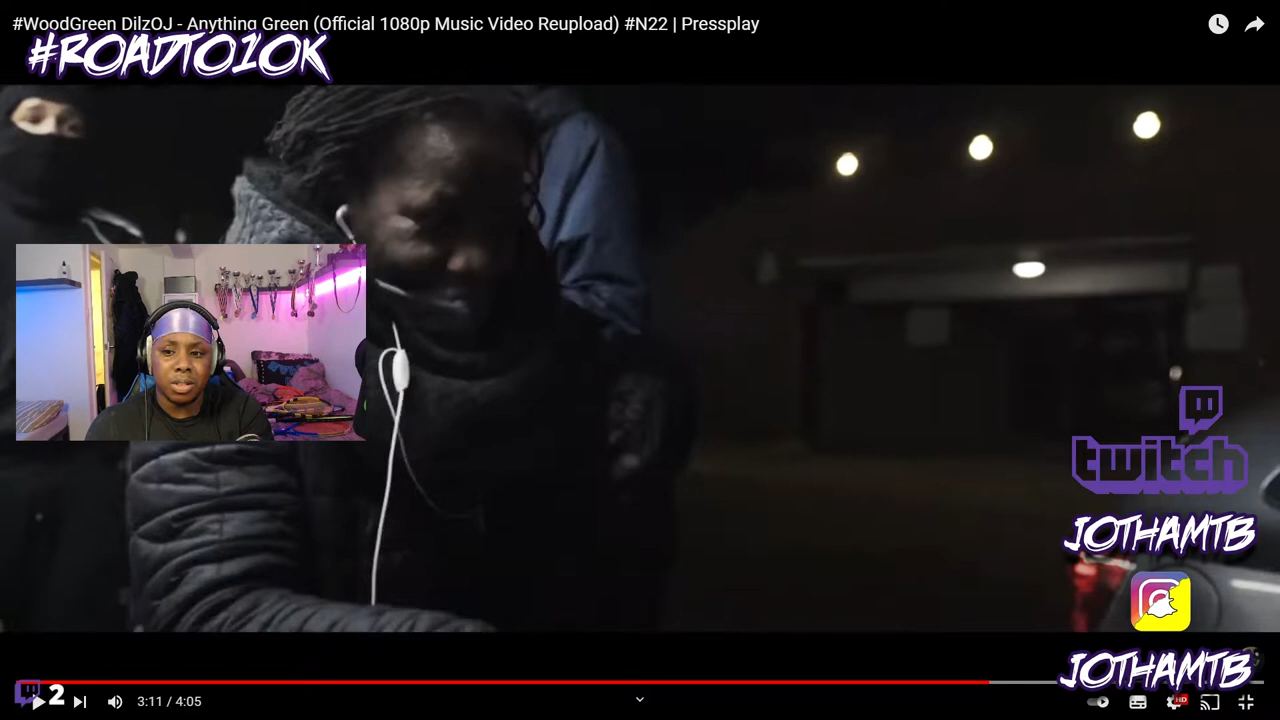 #WoodGreen DilzOJ - Anything Green (Official 1080p Music Video Reupload) #N22 | Pressplay
#ROADTO10K
twitch
JOTHAMTB
JOTHAMTB
2
3:11 / 4:05
HD